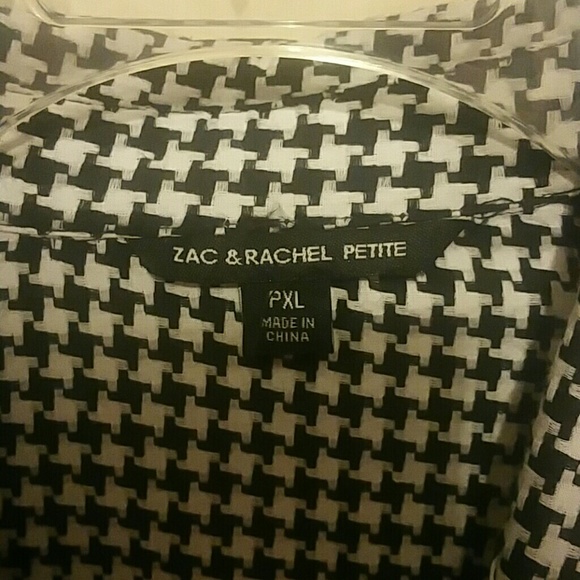 ZAC & RACHEL PETITE
PXL
MADE IN
CHINA